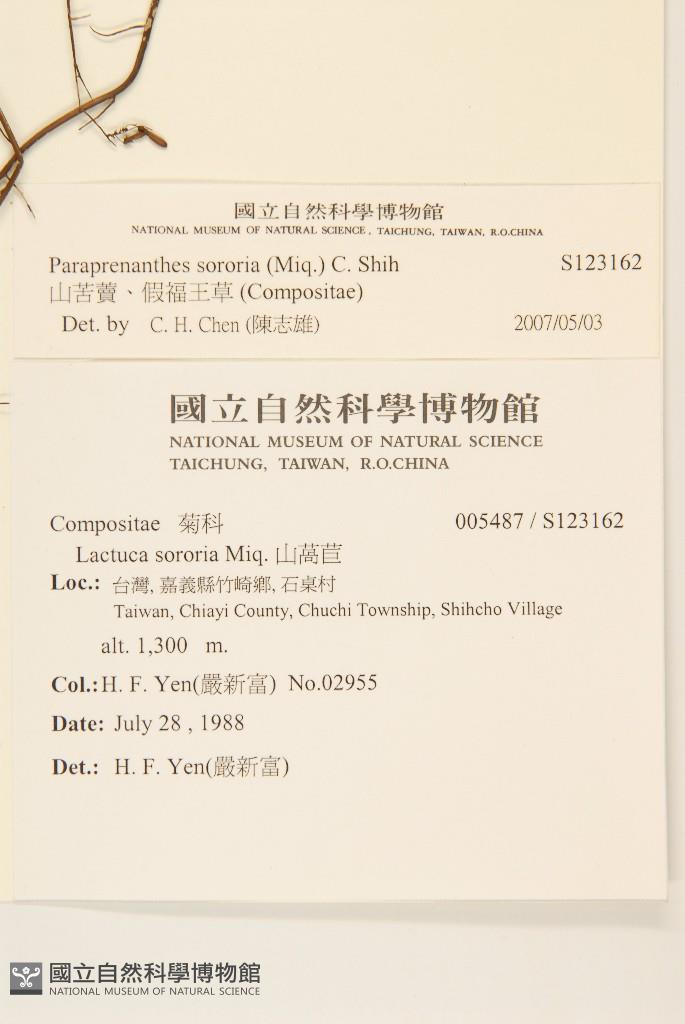 國立自然科學博物館
NATIONAL MUSEUM OF NATURAL SCIENCE, TAICHUNG, TAIWAN, R.O.CHINA
Paraprenanthes sororia (Miq.) C. Shih S123162
山苦藚、假福王草 (Compositae)
Det. by C. H. Chen (陳志雄) 2007/05/03
國立自然科學博物館
NATIONAL MUSEUM OF NATURAL SCIENCE
TAICHUNG, TAIWAN, R.O.CHINA
Compositae 菊科 005487 / S123162
Lactuca sororia Miq. 山萵苣
Loc.: 台灣, 嘉義縣竹崎鄉, 石桌村
Taiwan, Chiayi County, Chuchi Township, Shihcho Village
alt. 1,300 m.
Col.: H. F. Yen(嚴新富) No.02955
Date: July 28 , 1988
Det.: H. F. Yen(嚴新富)
國立自然科學博物館
NATIONAL MUSEUM OF NATURAL SCIENCE